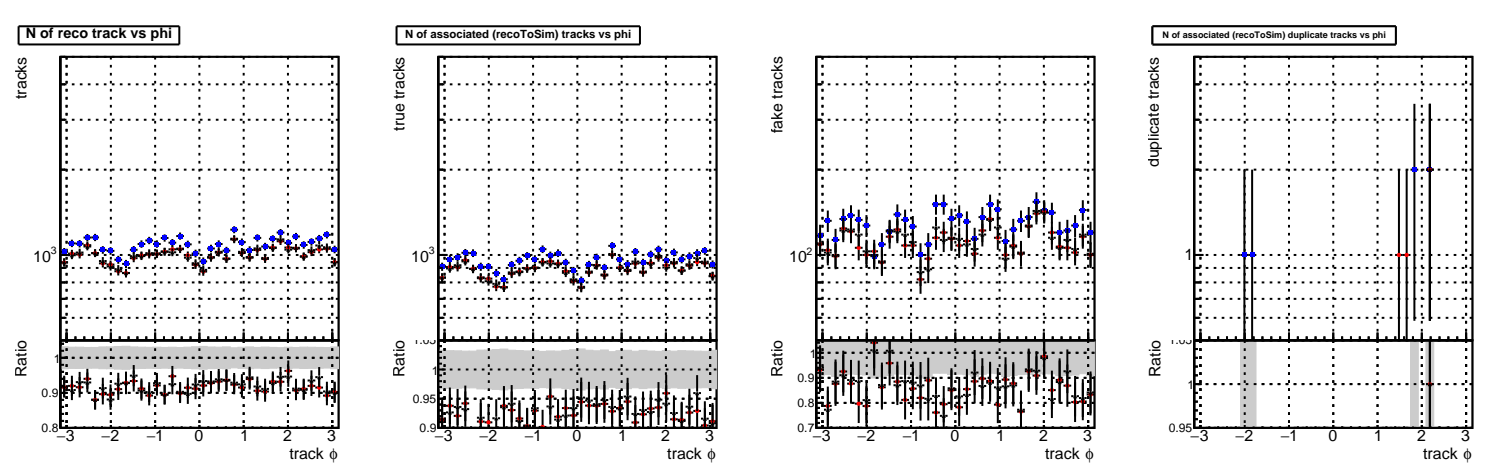 N of reco track vs phi
tracks
10³
Ratio
1
0.9
0.8
−3 −2 −1 0 1 2 3
track ϕ
N of associated (recoToSim) tracks vs phi
true tracks
10³
Ratio
1.05
1
0.95
0.9
−3 −2 −1 0 1 2 3
track ϕ
fake tracks
10²
Ratio
1
0.9
0.8
0.7
−3 −2 −1 0 1 2 3
track ϕ
N of associated (recoToSim) duplicate tracks vs phi
duplicate tracks
1
Ratio
1.05
1
0.95
−3 −2 −1 0 1 2 3
track ϕ